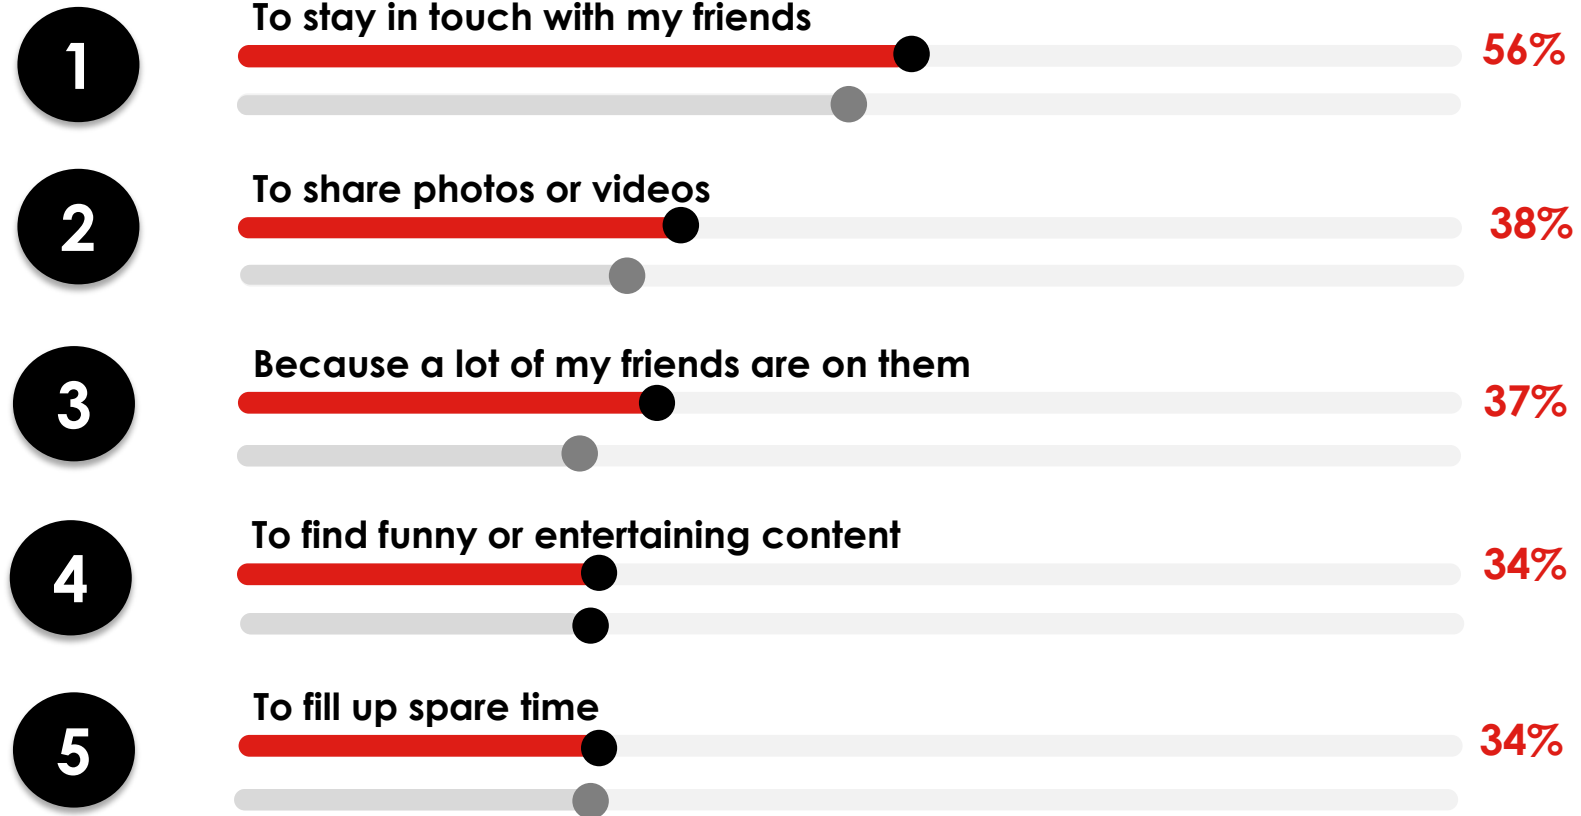 1
To stay in touch with my friends
56%
2
To share photos or videos
38%
3
Because a lot of my friends are on them
37%
4
To find funny or entertaining content
34%
5
To fill up spare time
34%